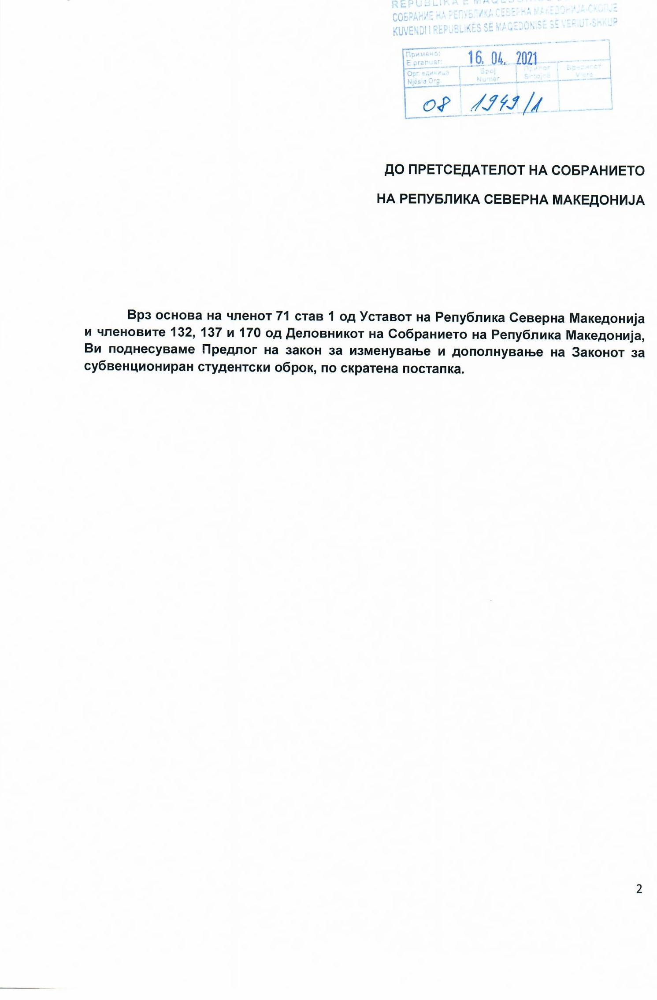 REPUBLIKA E
СОБРАНИЕ НА РЕПУБЛИКА СЕВЕРНА МАКЕДОНИЈА-СКОПЈЕ
KUVENDI I REPUBLIKËS SË MAQEDONISË SË VERIUT-SHKUP
Примено:
E pranuar: 16. 04. 2021
Орг. единица Број Прилог Вредност
Njësia Org. Numër Shtojcë Vlerë
08 1949/1
ДО ПРЕТСЕДАТЕЛОТ НА СОБРАНИЕТО
НА РЕПУБЛИКА СЕВЕРНА МАКЕДОНИЈА
Врз основа на членот 71 став 1 од Уставот на Република Северна Македонија
и членовите 132, 137 и 170 од Деловникот на Собранието на Република Македонија,
Ви поднесуваме Предлог на закон за изменување и дополнување на Законот за
субвенциониран студентски оброк, по скратена постапка.
2